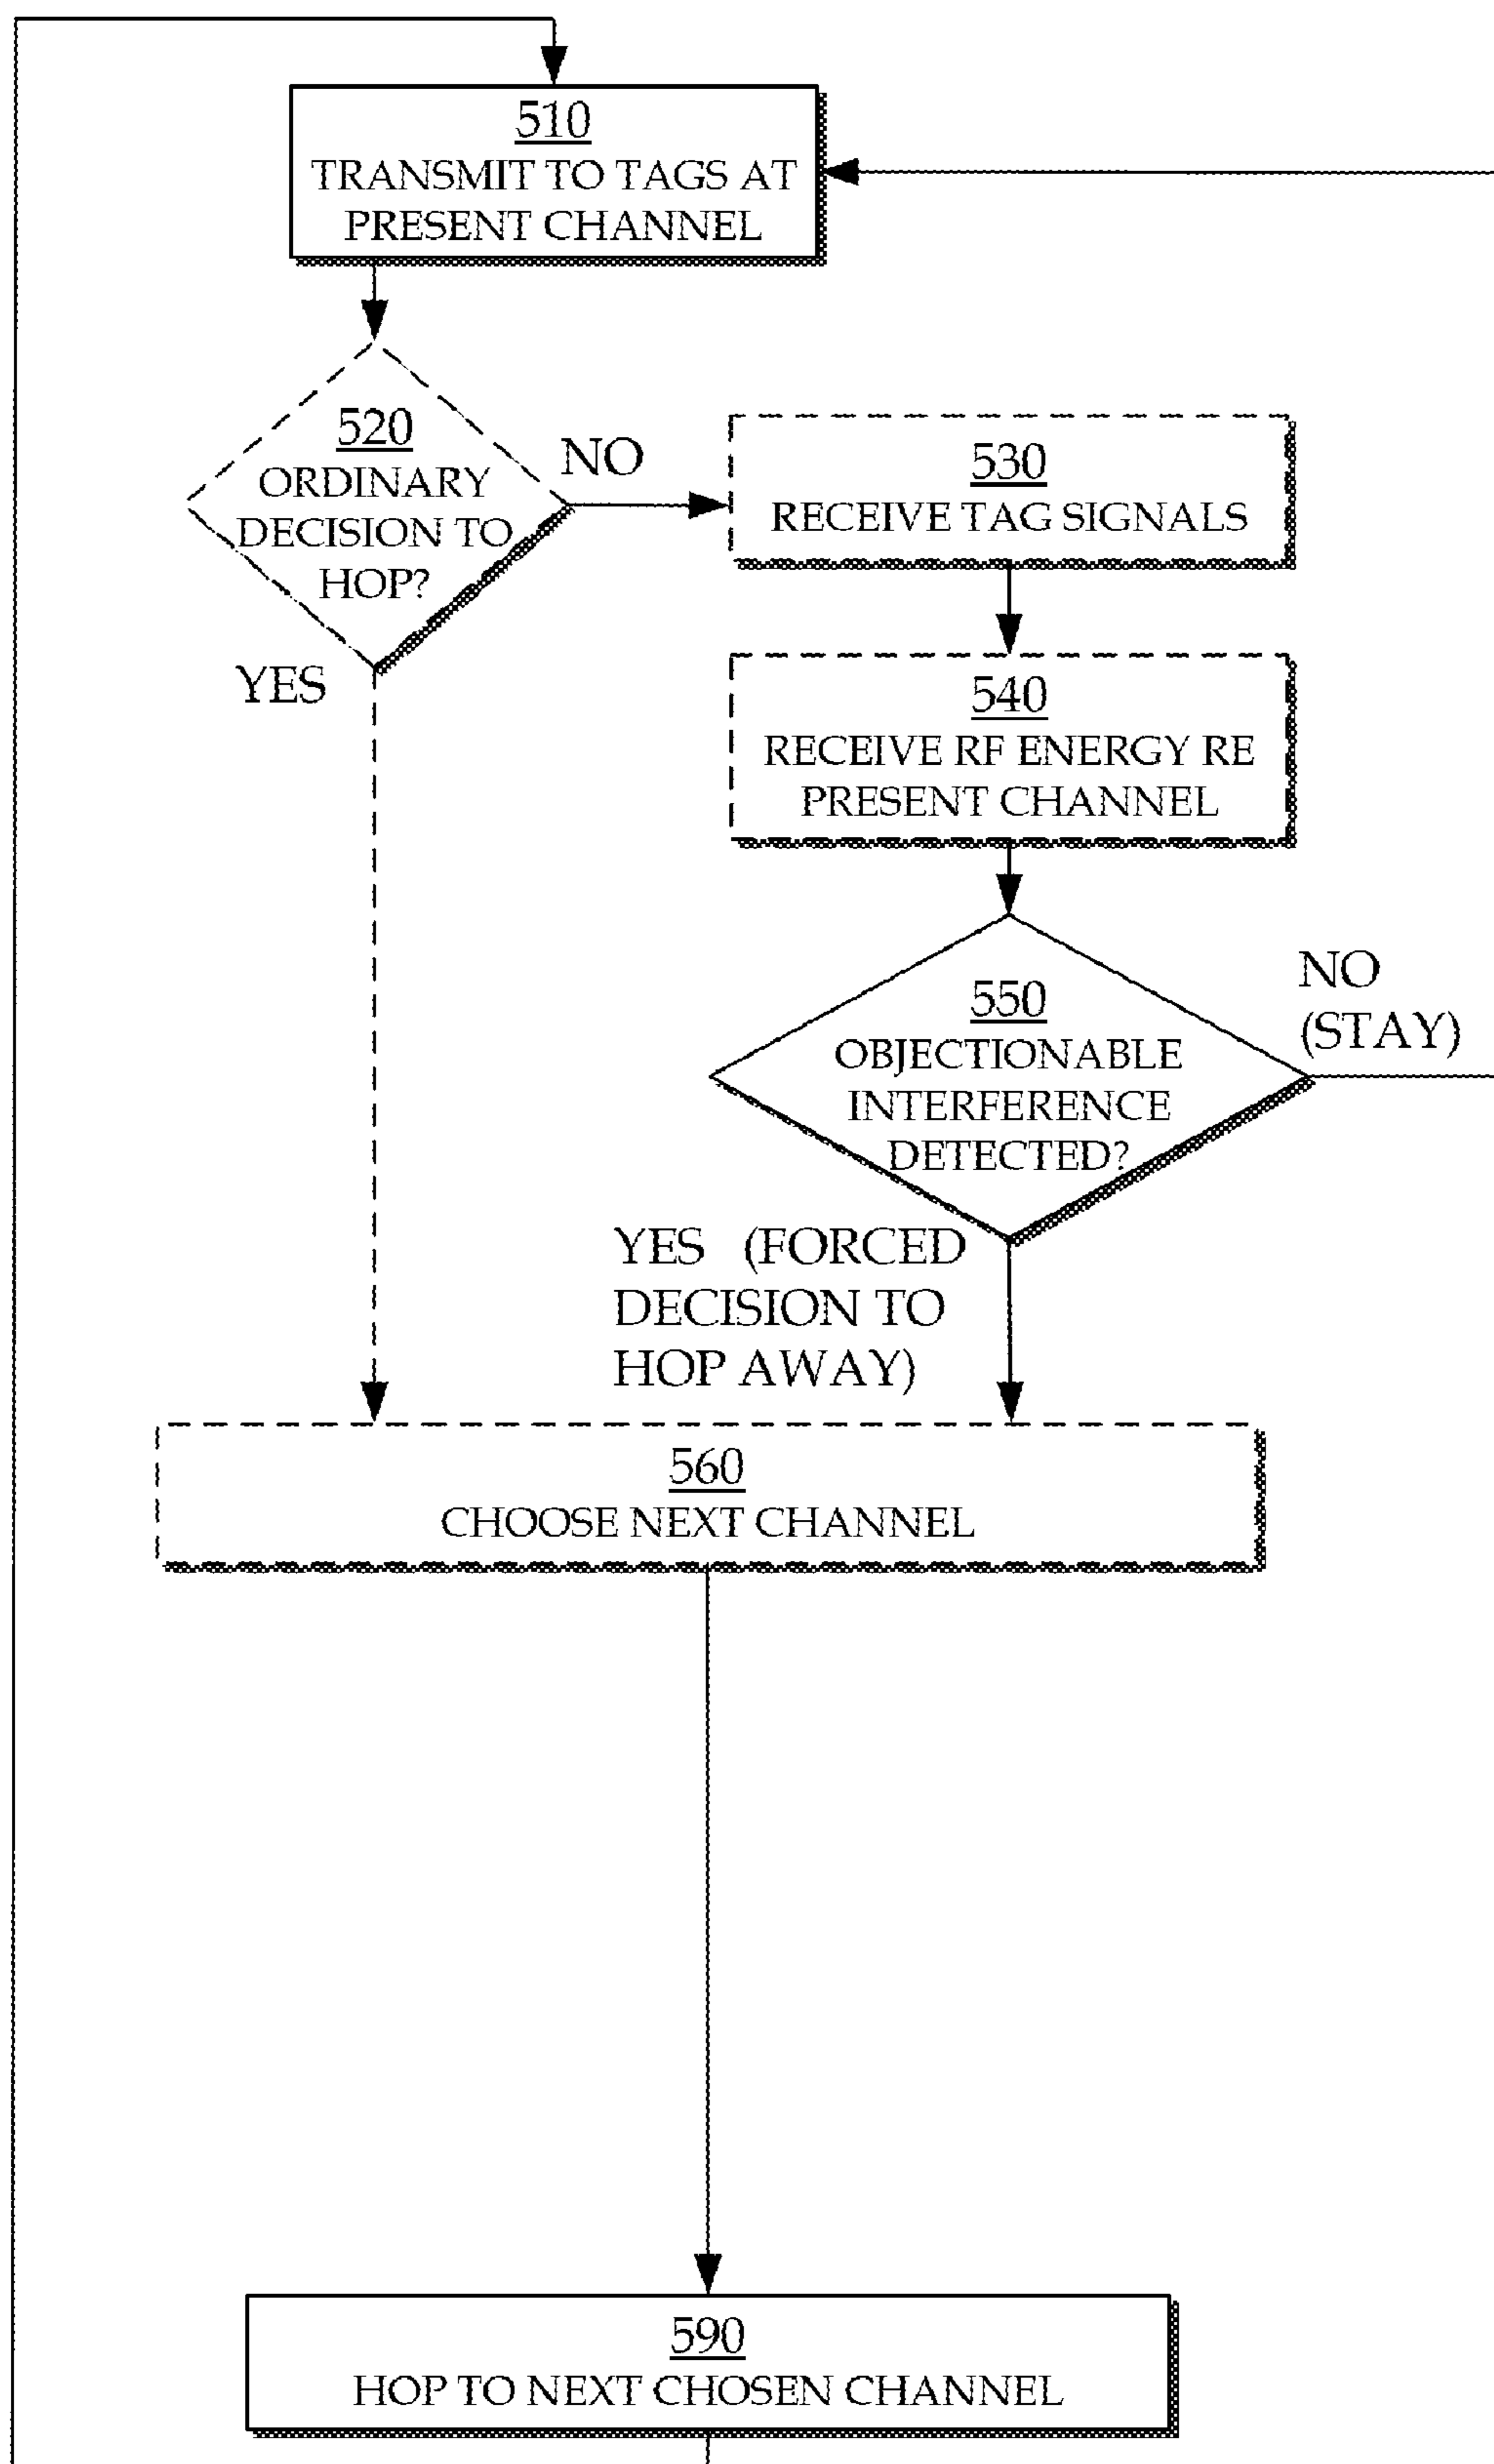 510
TRANSMIT TO TAGS AT
PRESENT CHANNEL
520
ORDINARY
DECISION TO
HOP?
NO
YES
530
RECEIVE TAG SIGNALS
540
RECEIVE RF ENERGY RE
PRESENT CHANNEL
550
OBJECTIONABLE
INTERFERENCE
DETECTED?
NO
(STAY)
YES (FORCED
DECISION TO
HOP AWAY)
560
CHOOSE NEXT CHANNEL
590
HOP TO NEXT CHOSEN CHANNEL